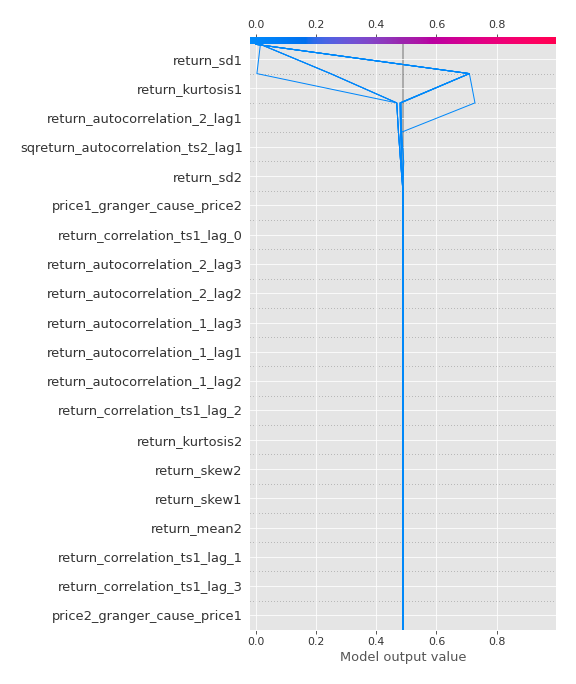 0.0 0.2 0.4 0.6 0.8
return_sd1
return_kurtosis1
return_autocorrelation_2_lag1
sqreturn_autocorrelation_ts2_lag1
return_sd2
price1_granger_cause_price2
return_correlation_ts1_lag_0
return_autocorrelation_2_lag3
return_autocorrelation_2_lag2
return_autocorrelation_1_lag3
return_autocorrelation_1_lag1
return_autocorrelation_1_lag2
return_correlation_ts1_lag_2
return_kurtosis2
return_skew2
return_skew1
return_mean2
return_correlation_ts1_lag_1
return_correlation_ts1_lag_3
price2_granger_cause_price1
0.0 0.2 0.4 0.6 0.8
Model output value